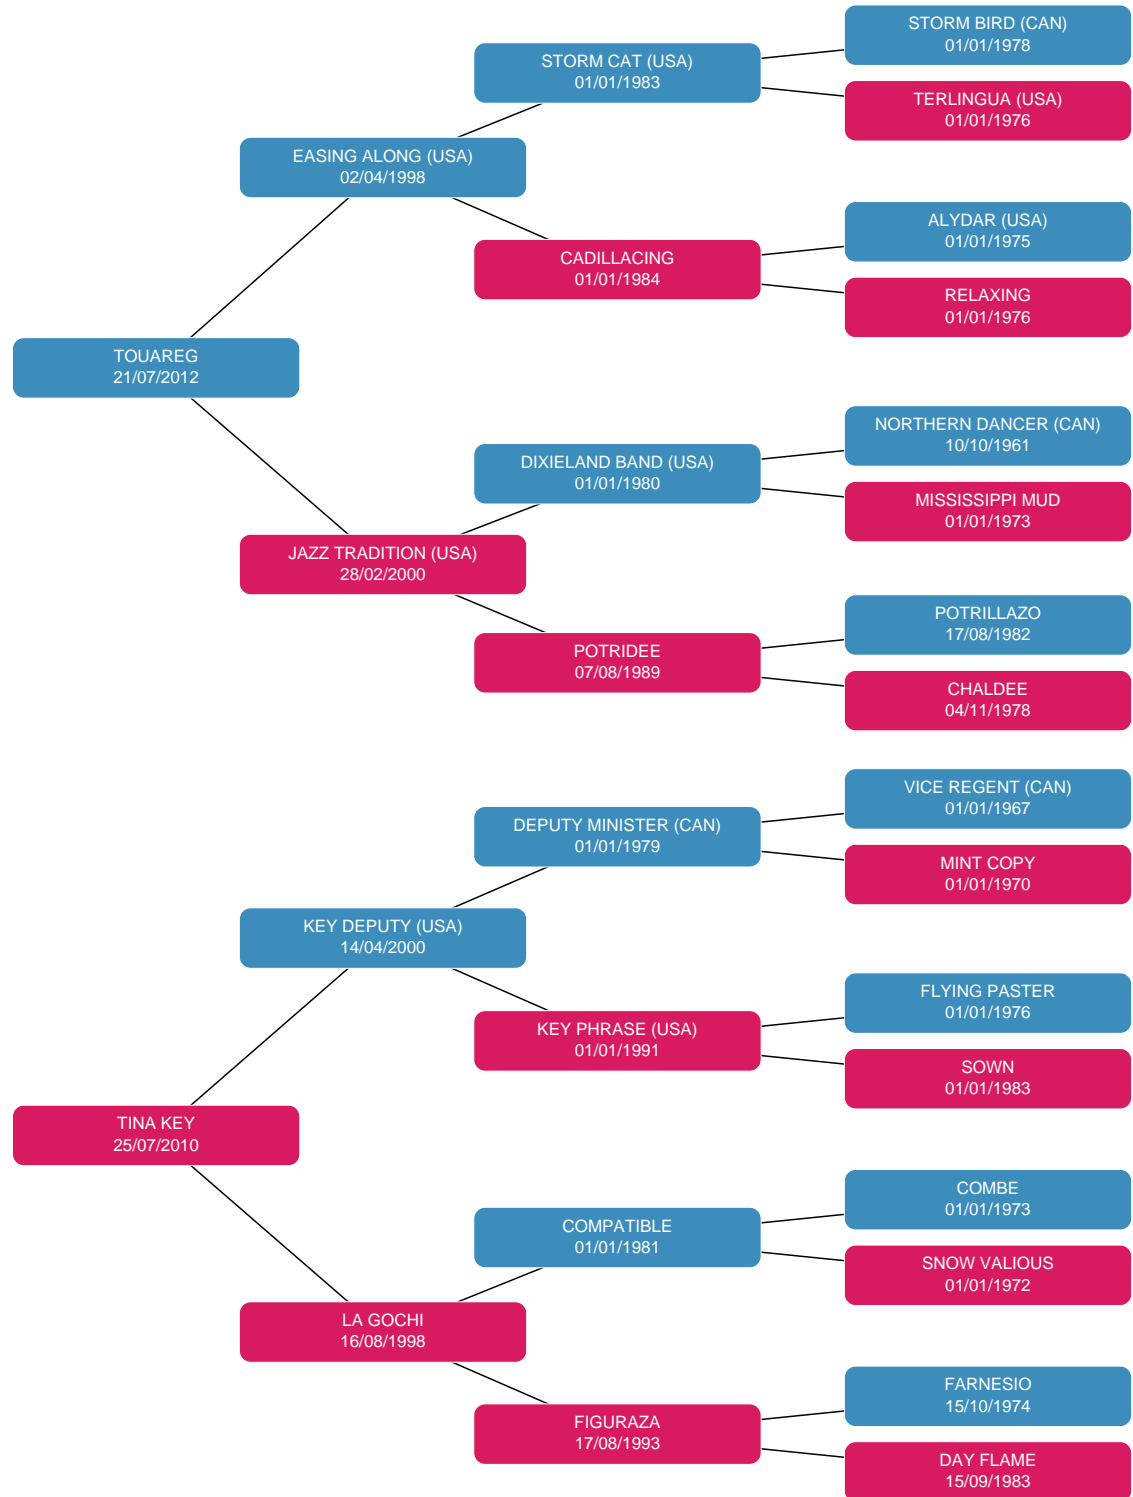 STORM BIRD (CAN)
01/01/1978
STORM CAT (USA)
01/01/1983
TERLINGUA (USA)
01/01/1976
EASING ALONG (USA)
02/04/1998
ALYDAR (USA)
01/01/1975
CADILLACING
01/01/1984
RELAXING
01/01/1976
TOUAREG
21/07/2012
NORTHERN DANCER (CAN)
10/10/1961
DIXIELAND BAND (USA)
01/01/1980
MISSISSIPPI MUD
01/01/1973
JAZZ TRADITION (USA)
28/02/2000
POTRILLAZO
17/08/1982
POTRIDEE
07/08/1989
CHALDEE
04/11/1978
VICE REGENT (CAN)
01/01/1967
DEPUTY MINISTER (CAN)
01/01/1979
MINT COPY
01/01/1970
KEY DEPUTY (USA)
14/04/2000
FLYING PASTER
01/01/1976
KEY PHRASE (USA)
01/01/1991
SOWN
01/01/1983
TINA KEY
25/07/2010
COMBE
01/01/1973
COMPATIBLE
01/01/1981
SNOW VALIOUS
01/01/1972
LA GOCHI
16/08/1998
FARNESIO
15/10/1974
FIGURAZA
17/08/1993
DAY FLAME
15/09/1983